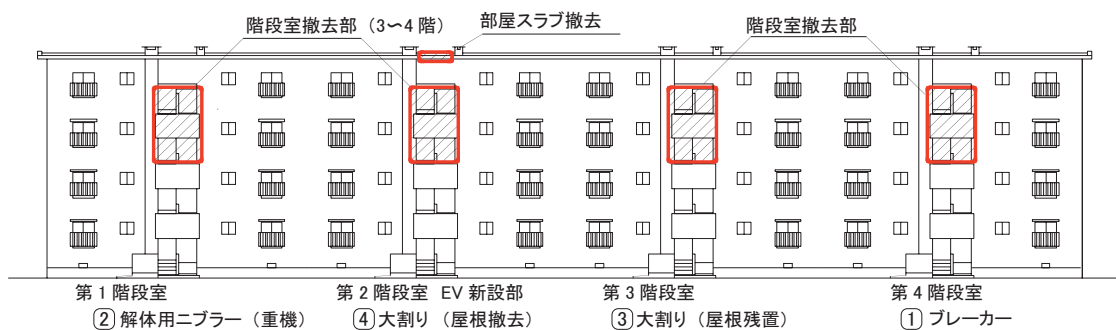 階段室撤去部（3〜4 階） 部屋スラブ撤去 階段室撤去部
第 1 階段室 第 2 階段室 EV 新設部 第 3 階段室 第 4 階段室
② 解体用ニブラー（重機） ④ 大割り（屋根撤去） ③ 大割り（屋根残置） ① ブレーカー